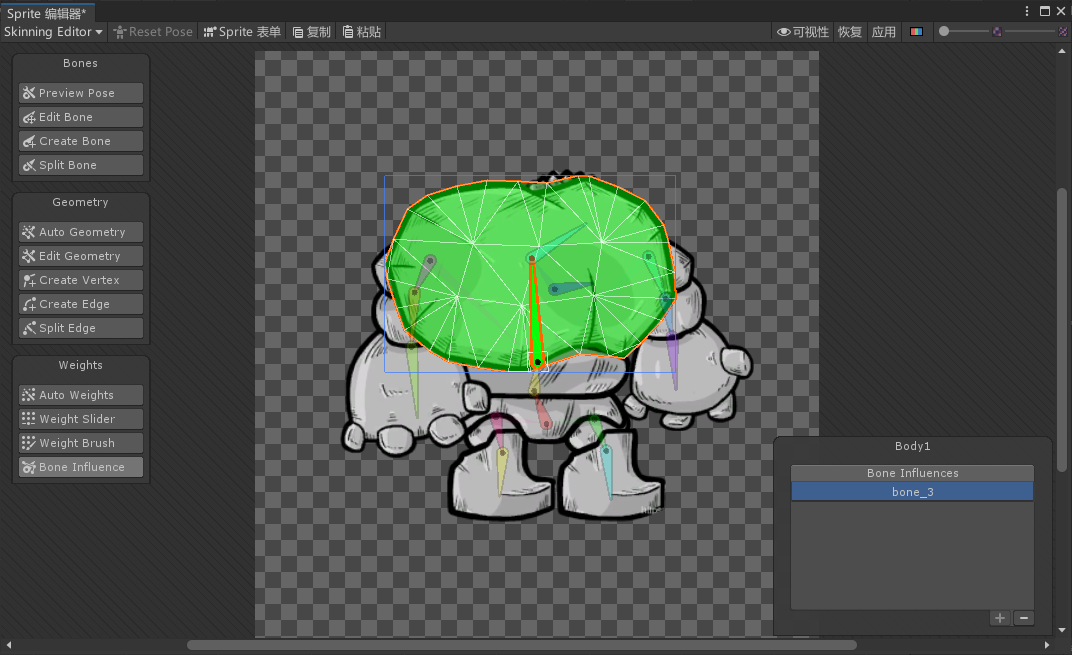 Sprite 编辑器*
Skinning Editor
Reset Pose
Sprite 表单
复制
粘贴
可视性
恢复
应用
Bones
Preview Pose
Edit Bone
Create Bone
Split Bone
Geometry
Auto Geometry
Edit Geometry
Create Vertex
Create Edge
Split Edge
Weights
Auto Weights
Weight Slider
Weight Brush
Bone Influence
Body1
Bone Influences
bone_3